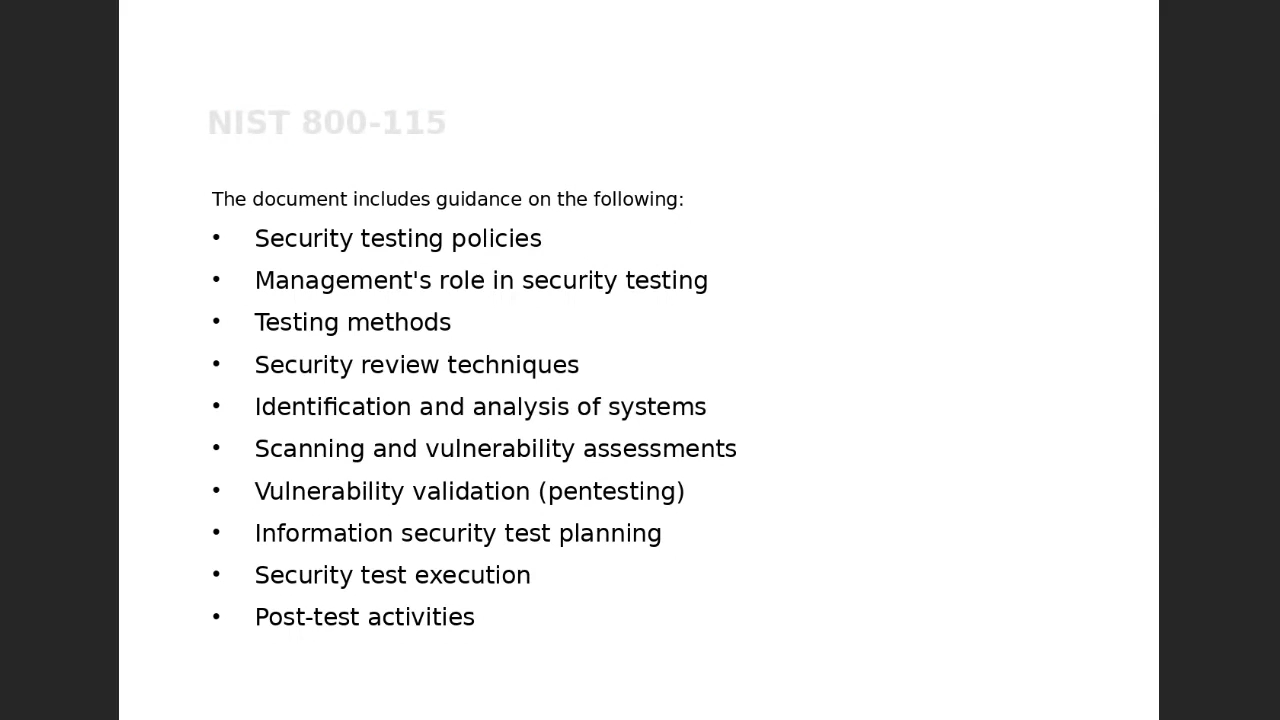 NIST 800-115
The document includes guidance on the following:
• Security testing policies
• Management's role in security testing
• Testing methods
• Security review techniques
• Identification and analysis of systems
• Scanning and vulnerability assessments
• Vulnerability validation (pentesting)
• Information security test planning
• Security test execution
• Post-test activities